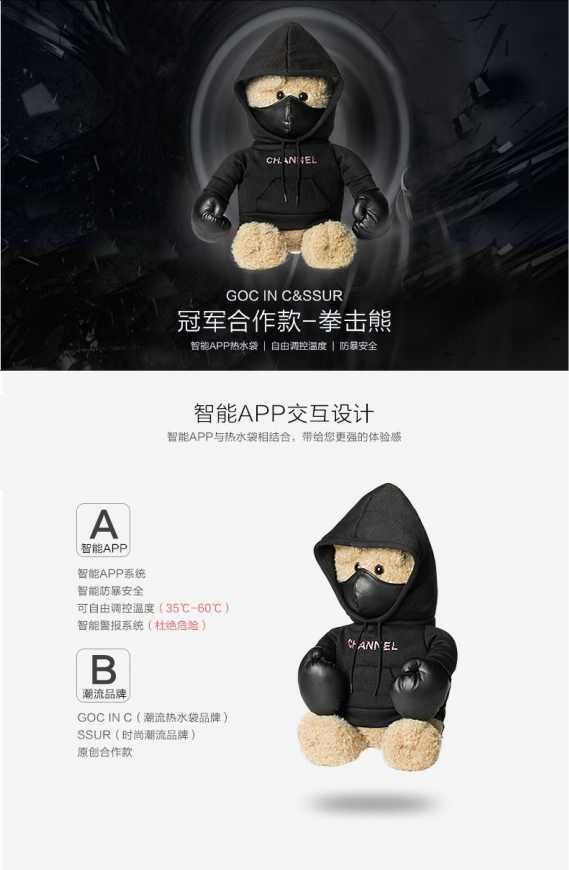 CHANNEL
GOC IN C&SSUR
冠军合作款-拳击熊
智能APP热水袋 | 自由调控温度 | 防暴安全
智能APP交互设计
智能APP与热水袋相结合，带给您更强的体验感
A
智能APP
智能APP系统
智能防暴安全
可自由调控温度（35℃-60℃）
智能警报系统（杜绝危险）
B
潮流品牌
GOC IN C（潮流热水袋品牌）
SSUR（时尚潮流品牌）
原创合作款
CHANNEL